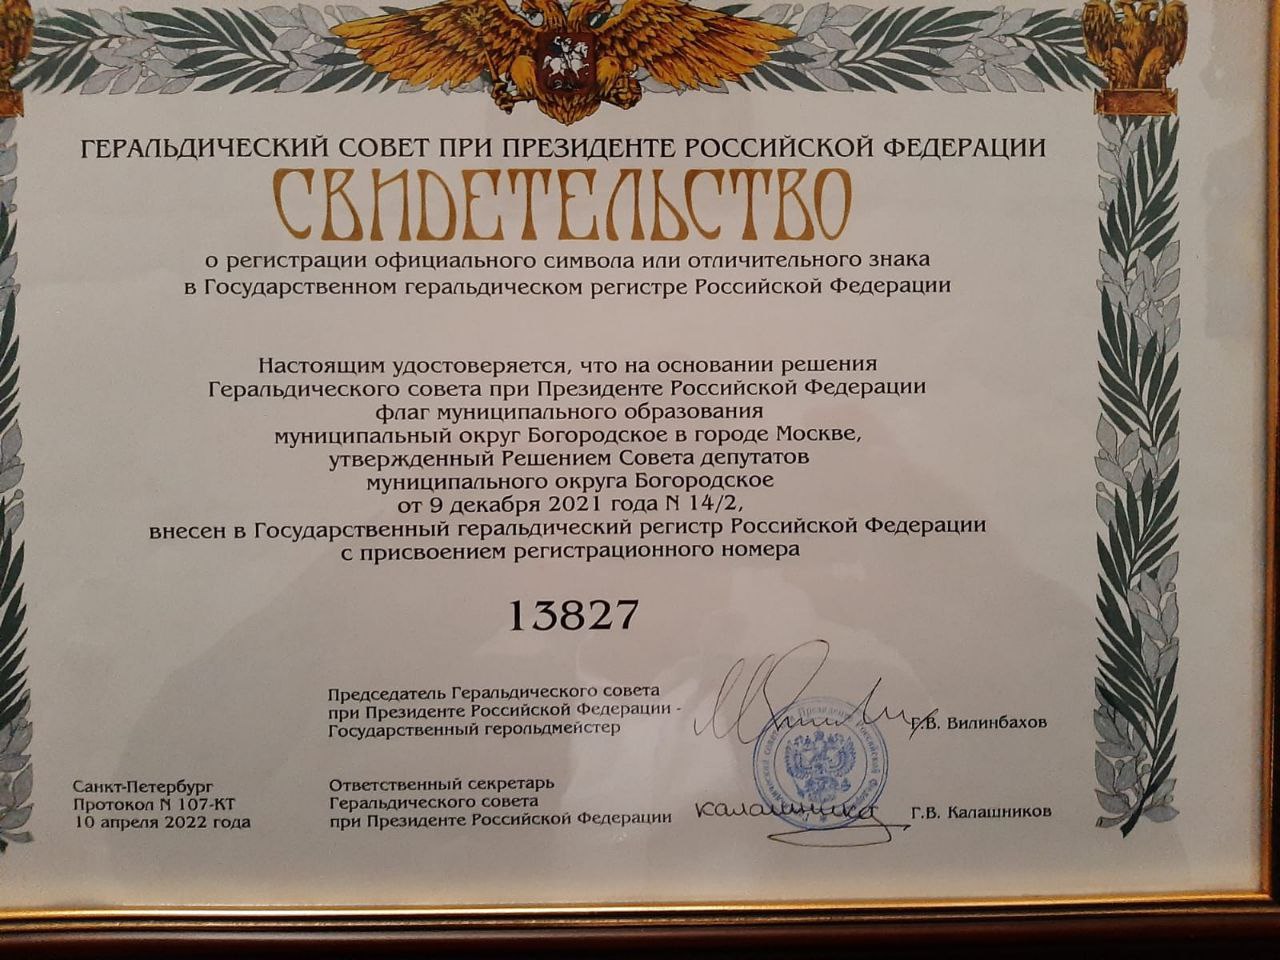 ГЕРАЛЬДИЧЕСКИЙ СОВЕТ ПРИ ПРЕЗИДЕНТЕ РОССИЙСКОЙ ФЕДЕРАЦИИ
СВИДЕТЕЛЬСТВО
о регистрации официального символа или отличительного знака
в Государственном геральдическом регистре Российской Федерации
Настоящим удостоверяется, что на основании решения
Геральдического совета при Президенте Российской Федерации
флаг муниципального образования
муниципальный округ Богородское в городе Москве,
утвержденный Решением Совета депутатов
муниципального округа Богородское
от 9 декабря 2021 года N 14/2,
внесен в Государственный геральдический регистр Российской Федерации
с присвоением регистрационного номера
13827
Председатель Геральдического совета
при Президенте Российской Федерации -
Государственный герольдмейстер
Г.В. Вилинбахов
Санкт-Петербург
Протокол N 107-КТ
10 апреля 2022 года
Ответственный секретарь
Геральдического совета
при Президенте Российской Федерации
Г.В. Калашников